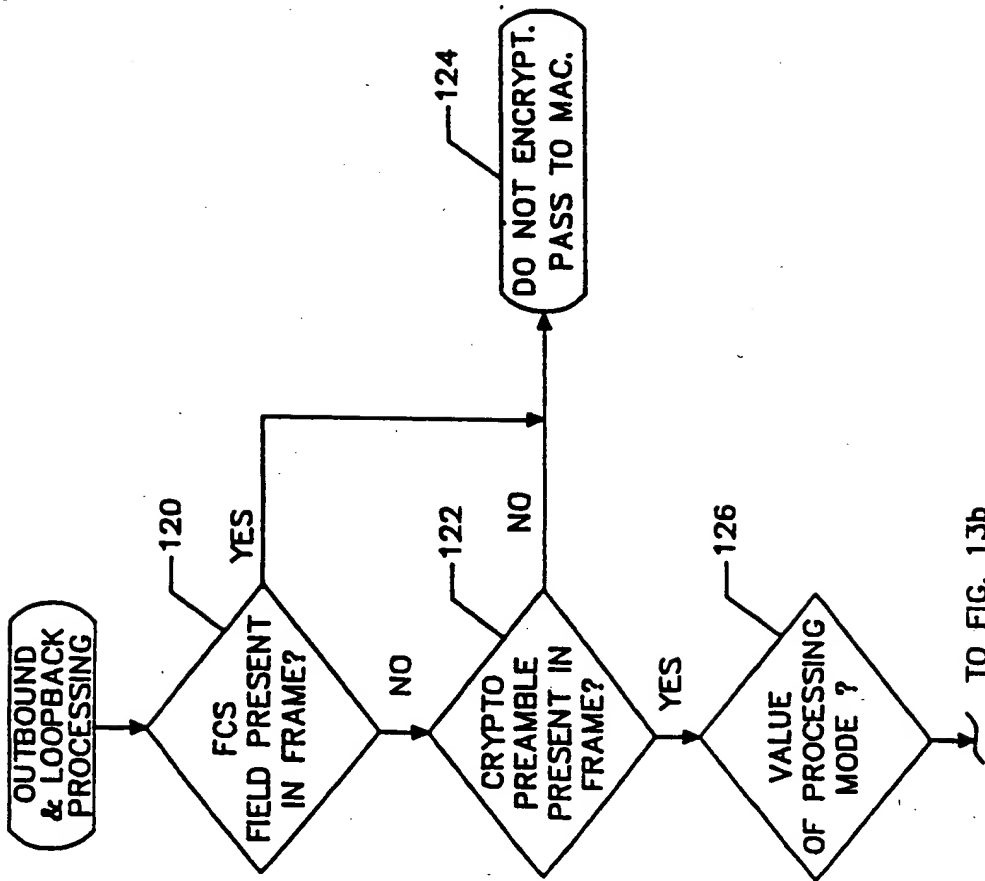 OUTBOUND
& LOOPBACK
PROCESSING
120
FCS
FIELD PRESENT
IN FRAME?
YES
NO
122
CRYPTO
PREAMBLE
PRESENT IN
FRAME?
NO
124
DO NOT ENCRYPT.
PASS TO MAC.
YES
126
VALUE
OF PROCESSING
MODE ?
TO FIG. 13b